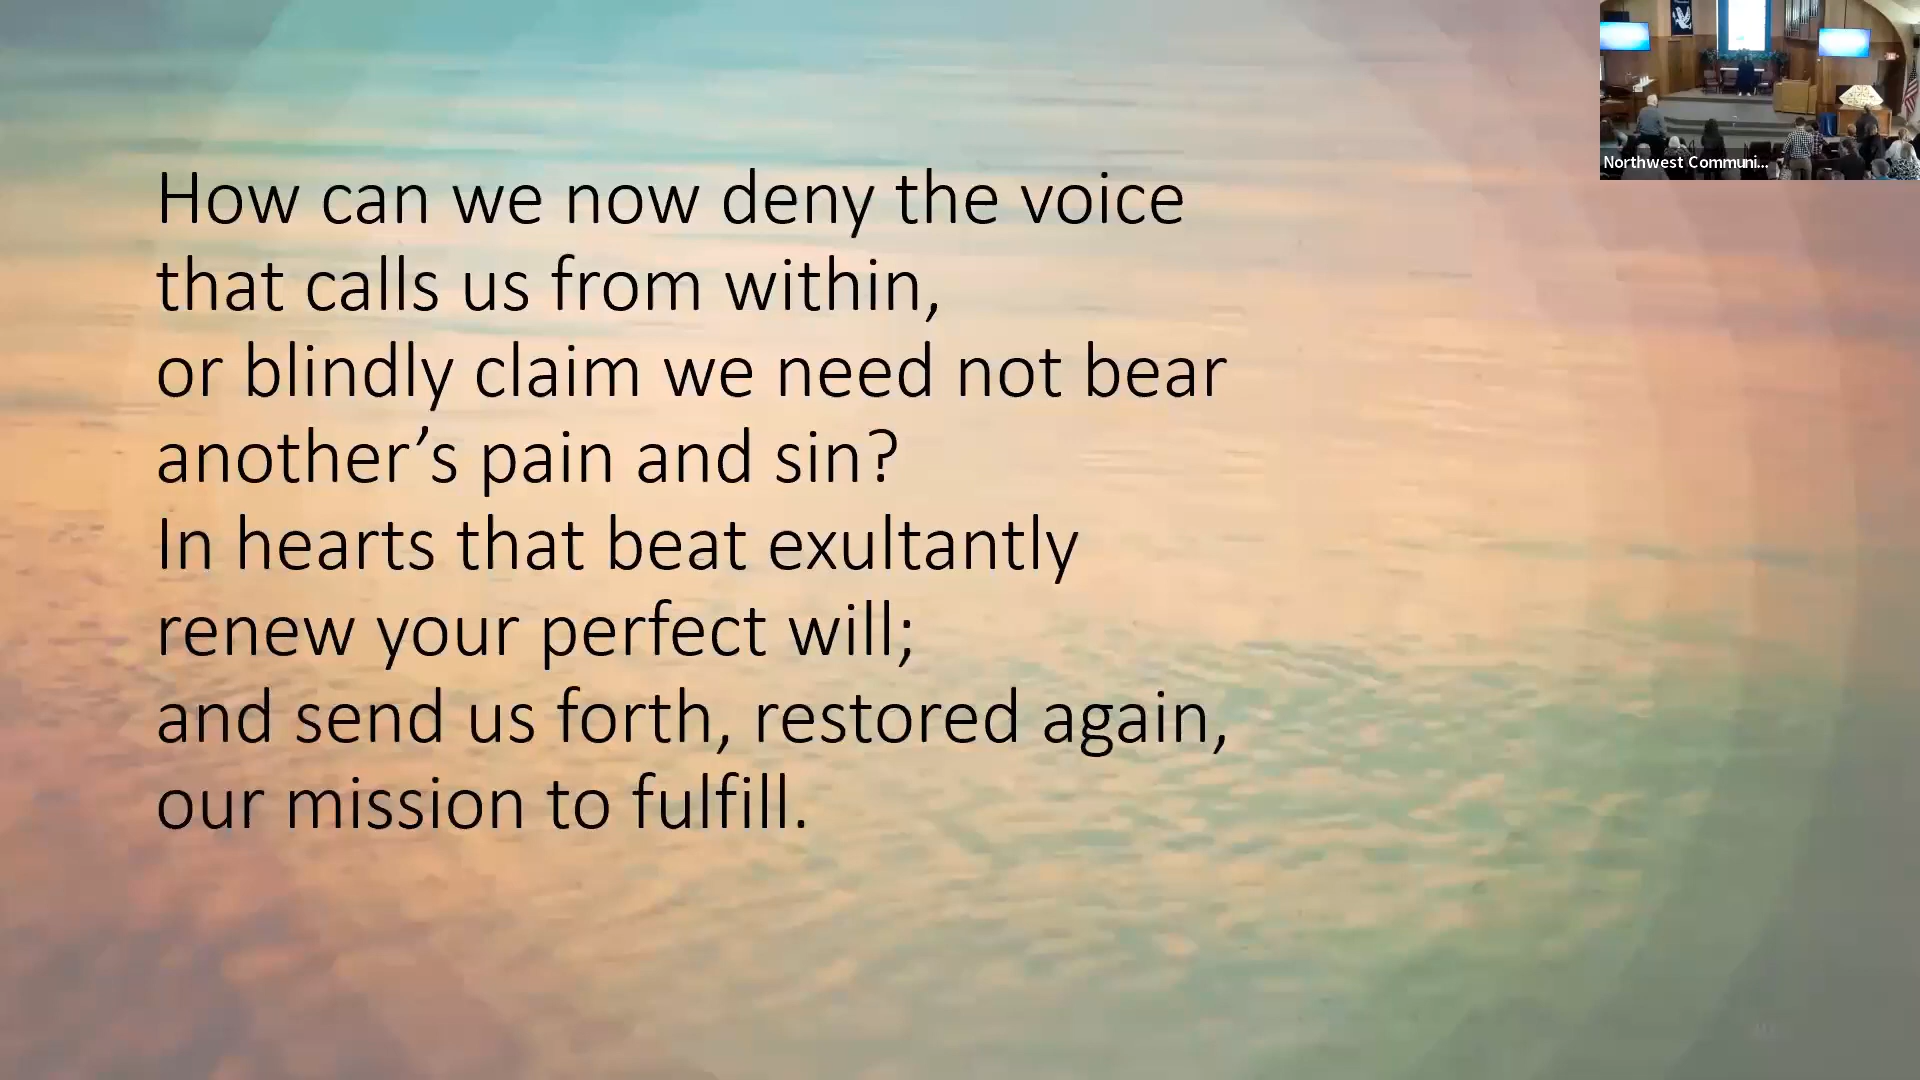 How can we now deny the voice
that calls us from within,
or blindly claim we need not bear
another’s pain and sin?
In hearts that beat exultantly
renew your perfect will;
and send us forth, restored again,
our mission to fulfill.
Northwest Communi...